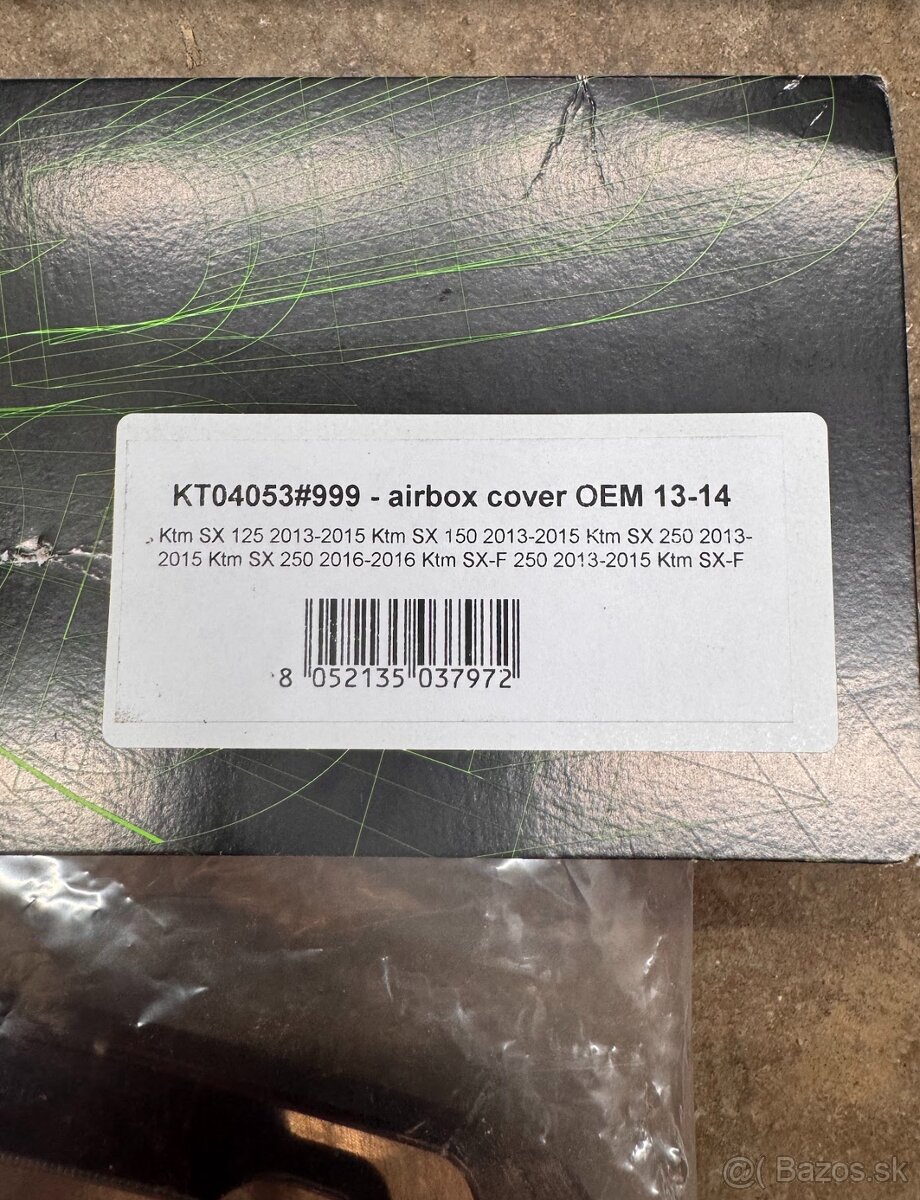 KT04053#999 - airbox cover OEM 13-14
Ktm SX 125 2013-2015 Ktm SX 150 2013-2015 Ktm SX 250 2013-
2015 Ktm SX 250 2016-2016 Ktm SX-F 250 2013-2015 Ktm SX-F
8 052135 037972
@( Bazos.sk